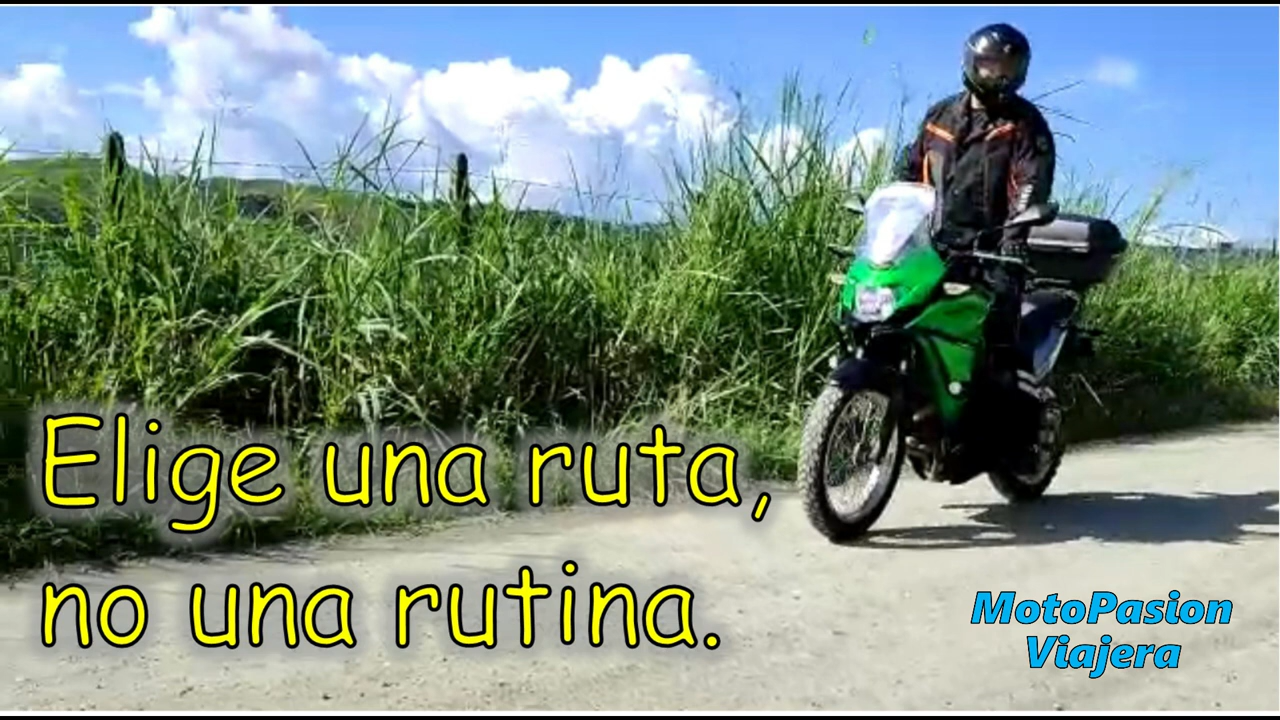 Elige una ruta,
no una rutina.
MotoPasion
Viajera